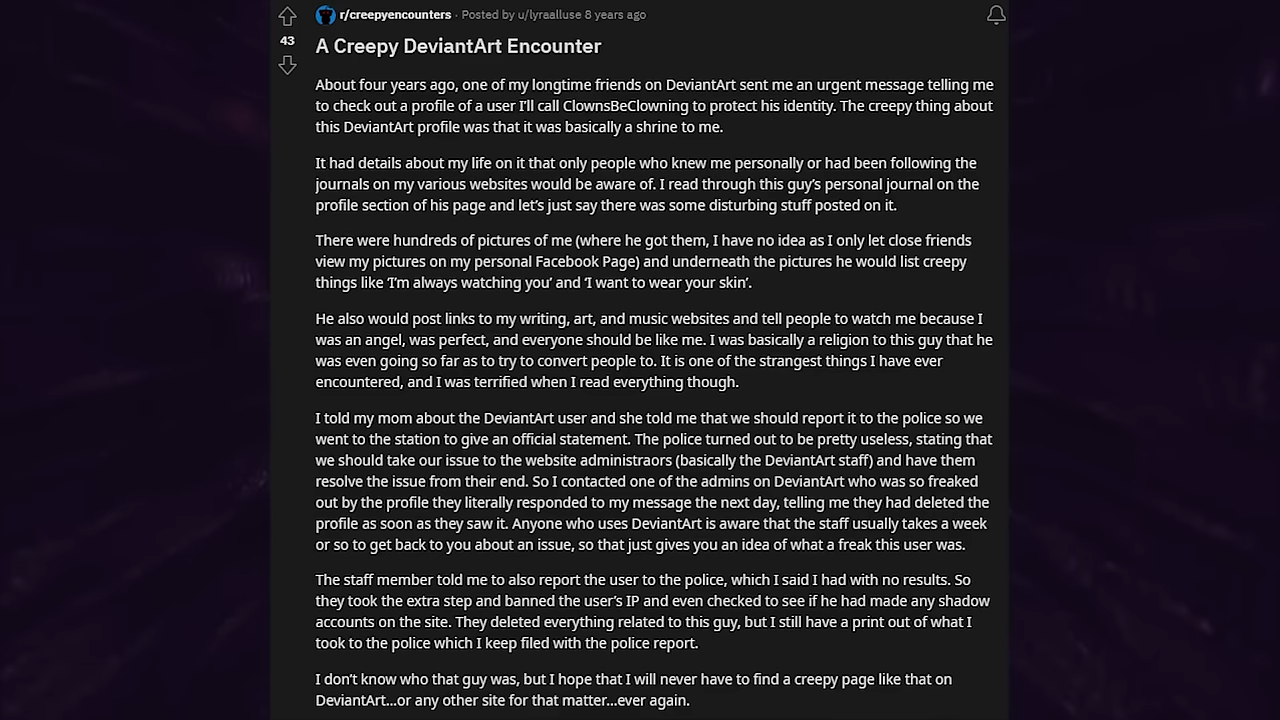 r/creepyencounters · Posted by u/lyraalluse 8 years ago
43
A Creepy DeviantArt Encounter
About four years ago, one of my longtime friends on DeviantArt sent me an urgent message telling me
to check out a profile of a user I'll call ClownsBeClowning to protect his identity. The creepy thing about
this DeviantArt profile was that it was basically a shrine to me.
It had details about my life on it that only people who knew me personally or had been following the
journals on my various websites would be aware of. I read through this guy's personal journal on the
profile section of his page and let's just say there was some disturbing stuff posted on it.
There were hundreds of pictures of me (where he got them, I have no idea as I only let close friends
view my pictures on my personal Facebook Page) and underneath the pictures he would list creepy
things like 'I'm always watching you' and 'I want to wear your skin'.
He also would post links to my writing, art, and music websites and tell people to watch me because I
was an angel, was perfect, and everyone should be like me. I was basically a religion to this guy that he
was even going so far as to try to convert people to. It is one of the strangest things I have ever
encountered, and I was terrified when I read everything though.
I told my mom about the DeviantArt user and she told me that we should report it to the police so we
went to the station to give an official statement. The police turned out to be pretty useless, stating that
we should take our issue to the website administraors (basically the DeviantArt staff) and have them
resolve the issue from their end. So I contacted one of the admins on DeviantArt who was so freaked
out by the profile they literally responded to my message the next day, telling me they had deleted the
profile as soon as they saw it. Anyone who uses DeviantArt is aware that the staff usually takes a week
or so to get back to you about an issue, so that just gives you an idea of what a freak this user was.
The staff member told me to also report the user to the police, which I said I had with no results. So
they took the extra step and banned the user's IP and even checked to see if he had made any shadow
accounts on the site. They deleted everything related to this guy, but I still have a print out of what I
took to the police which I keep filed with the police report.
I don't know who that guy was, but I hope that I will never have to find a creepy page like that on
DeviantArt...or any other site for that matter...ever again.